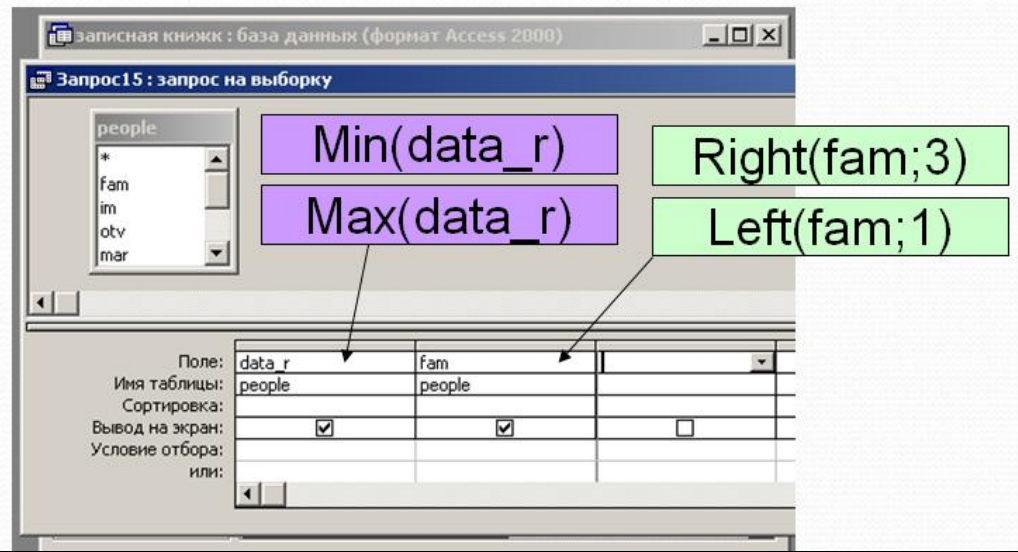 записная книжк : база данных (формат Access 2000)
Запрос15 : запрос на выборку
people
*
fam
im
otv
mar
Min(data_r)
Max(data_r)
Right(fam;3)
Left(fam;1)
Поле: data_r fam
Имя таблицы: people people
Сортировка:
Вывод на экран:
Условие отбора:
или: